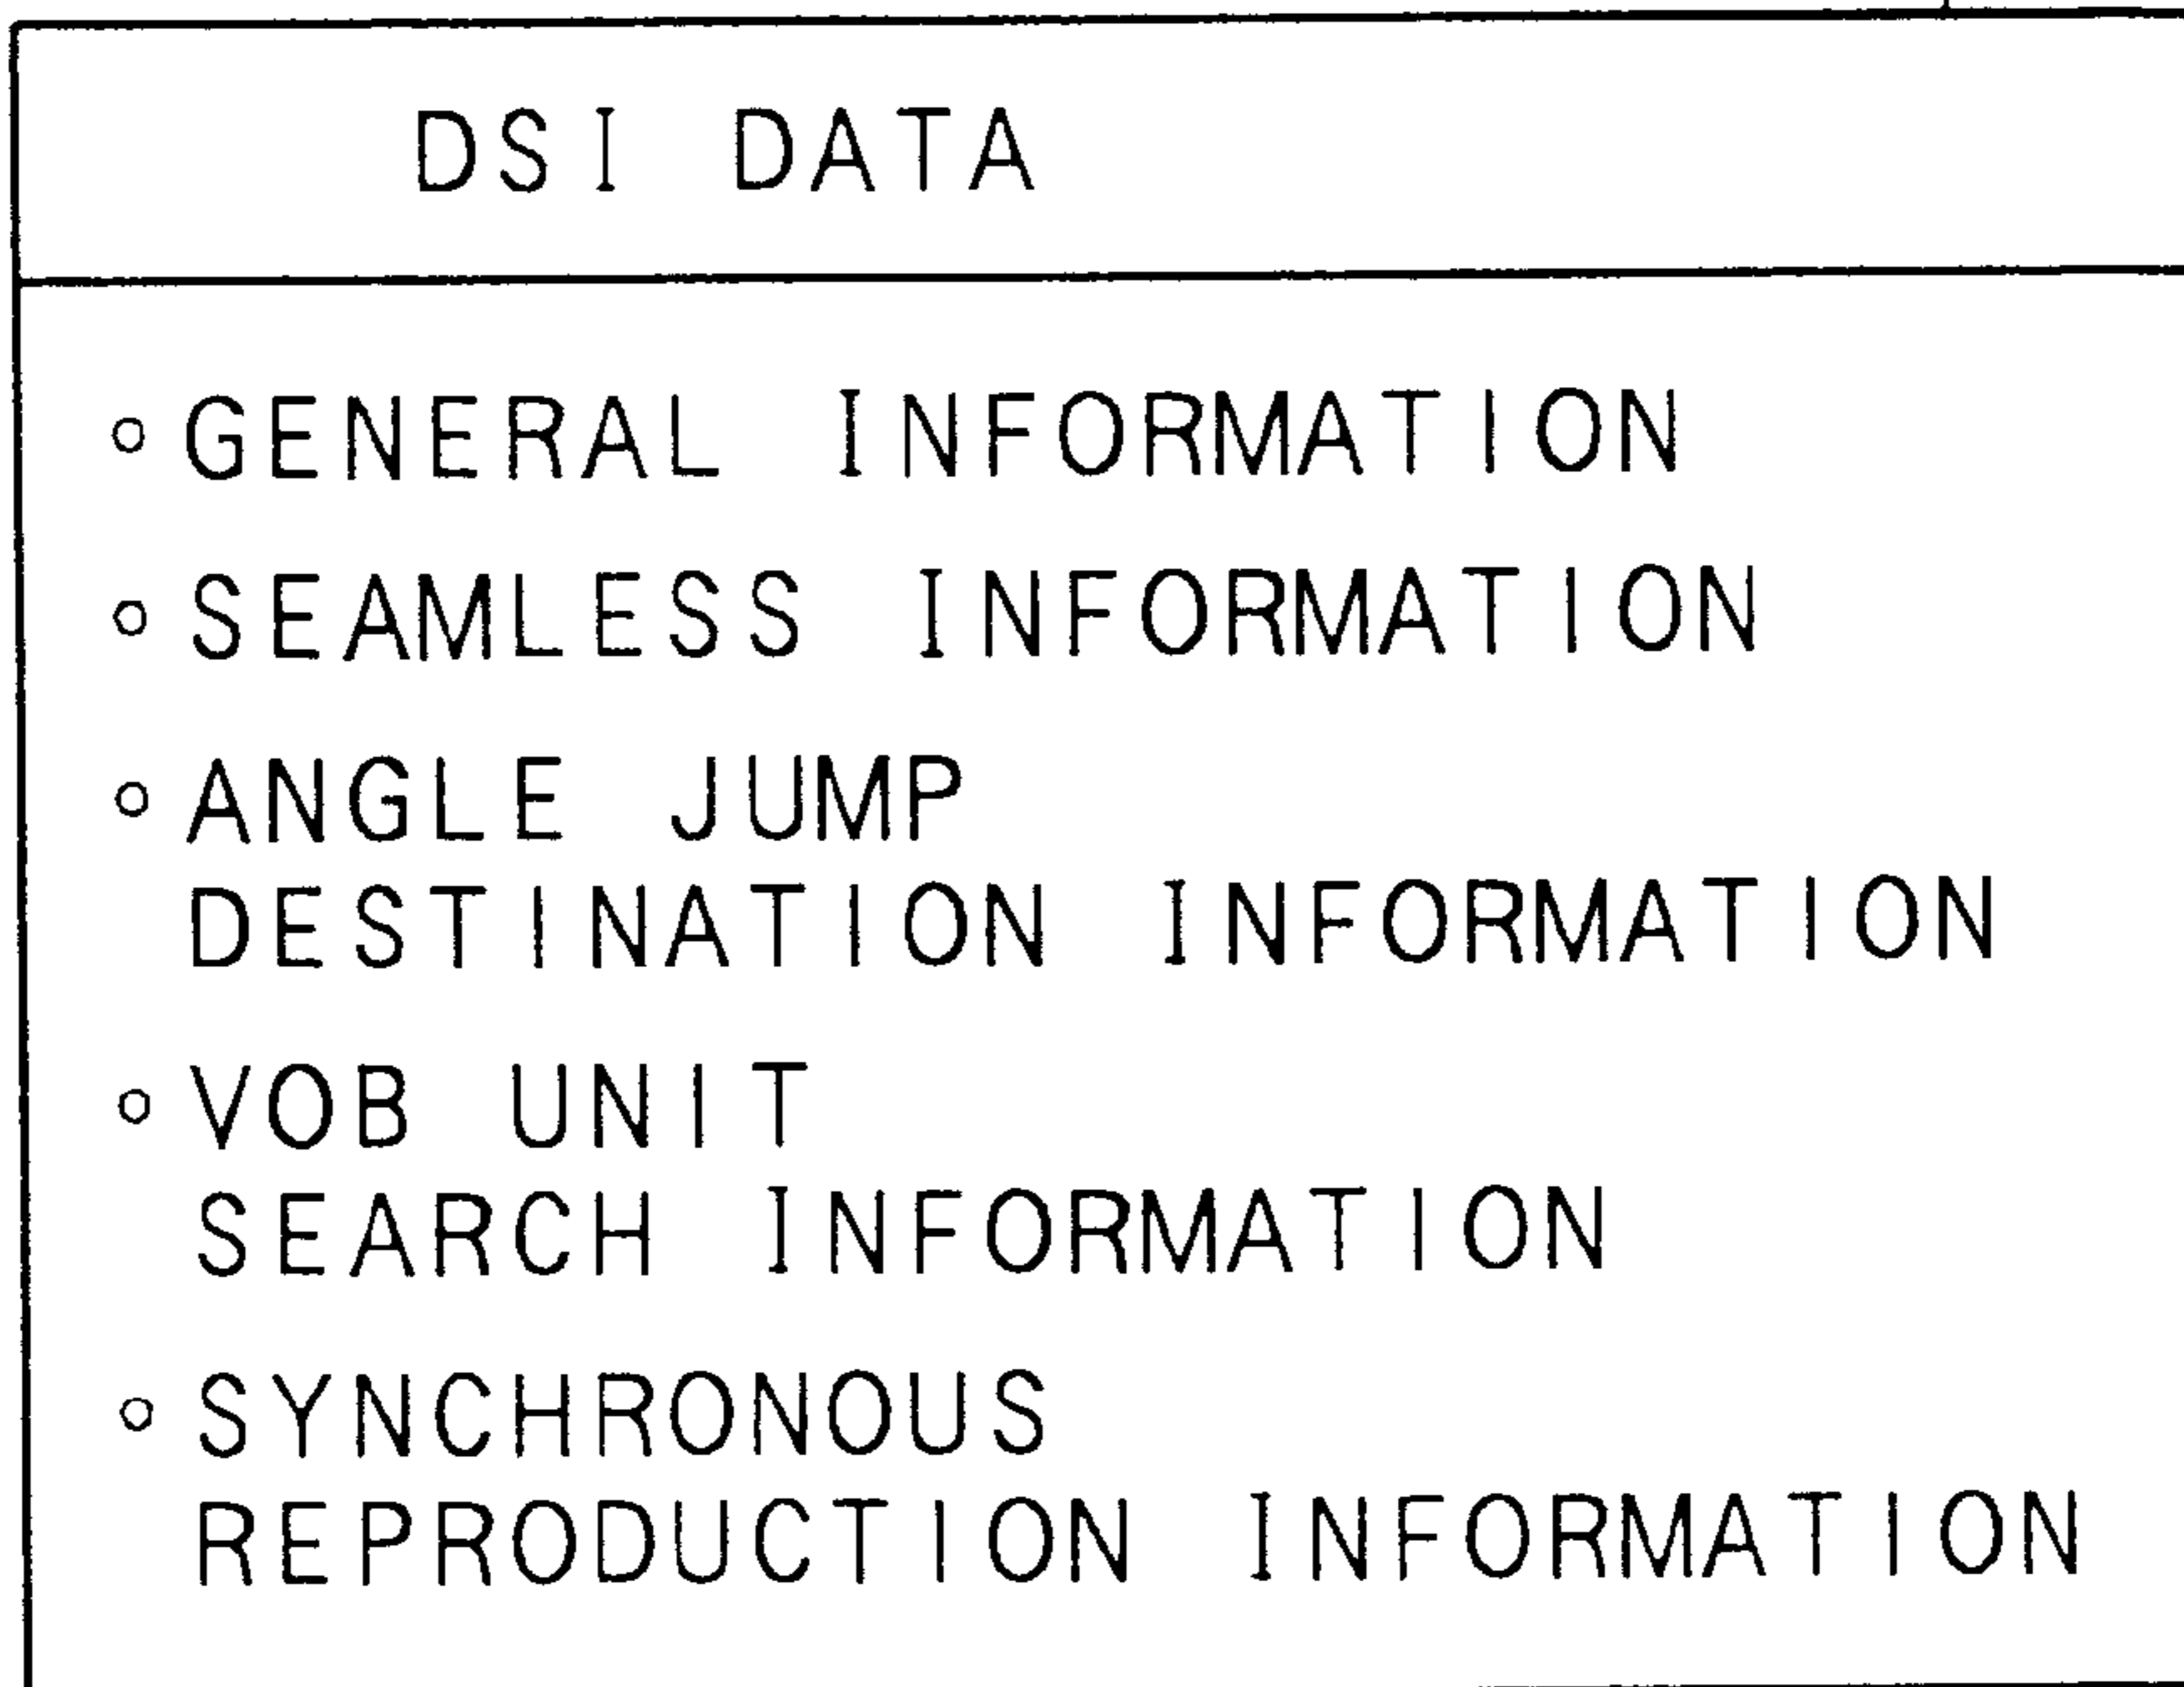 DSI DATA
◦GENERAL INFORMATION
◦SEAMLESS INFORMATION
◦ANGLE JUMP
DESTINATION INFORMATION
◦VOB UNIT
SEARCH INFORMATION
◦SYNCHRONOUS
REPRODUCTION INFORMATION